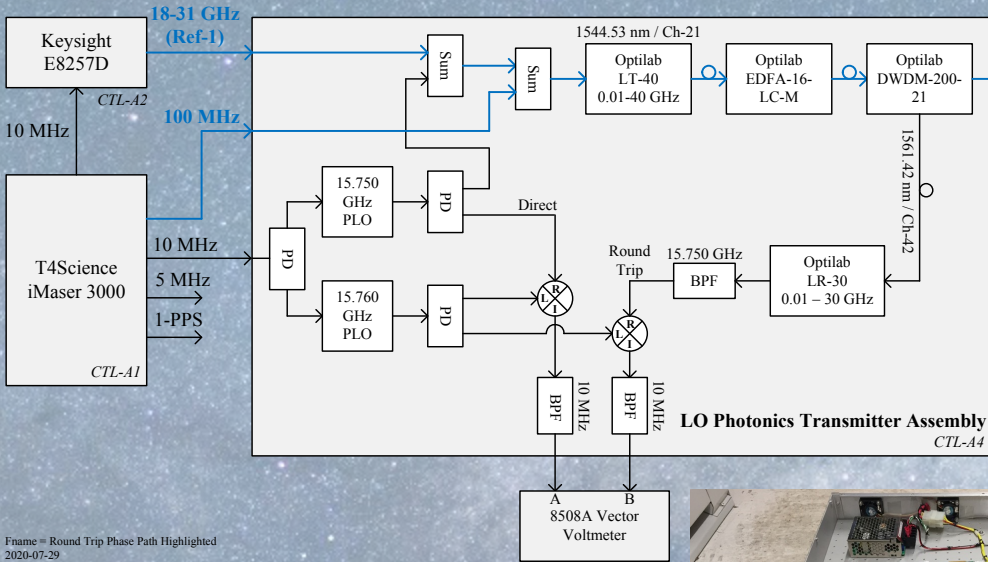 18-31 GHz
(Ref-1)
Keysight
E8257D
CTL-A2
10 MHz
100 MHz
T4Science
iMaser 3000
CTL-A1
10 MHz
5 MHz
1-PPS
Sum
Sum
1544.53 nm / Ch-21
Optilab
LT-40
0.01-40 GHz
Optilab
EDFA-16-
LC-M
Optilab
DWDM-200-
21
1561.42 nm / Ch-42
PD
15.750
GHz
PLO
PD
Direct
15.760
GHz
PLO
PD
L R I
Round
Trip
L R I
15.750 GHz
BPF
Optilab
LR-30
0.01 – 30 GHz
BPF
10 MHz
BPF
10 MHz
LO Photonics Transmitter Assembly
CTL-A4
A
B
8508A Vector
Voltmeter
Fname = Round Trip Phase Path Highlighted
2020-07-29